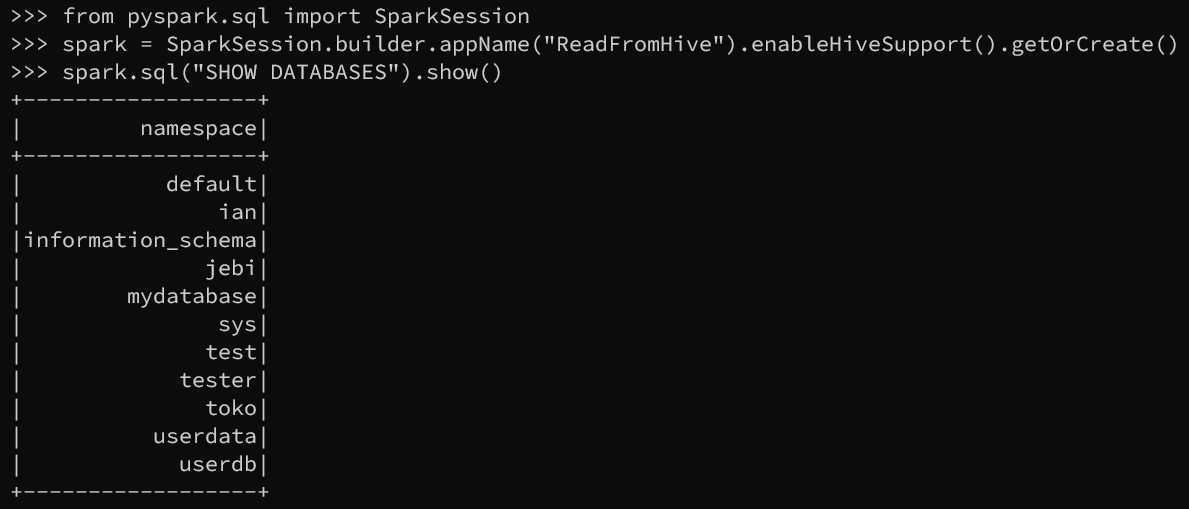 >>> from pyspark.sql import SparkSession
>>> spark = SparkSession.builder.appName("ReadFromHive").enableHiveSupport().getOrCreate()
>>> spark.sql("SHOW DATABASES").show()
+------------------+
|         namespace|
+------------------+
|           default|
|               ian|
|information_schema|
|              jebi|
|        mydatabase|
|               sys|
|              test|
|            tester|
|              toko|
|          userdata|
|            userdb|
+------------------+